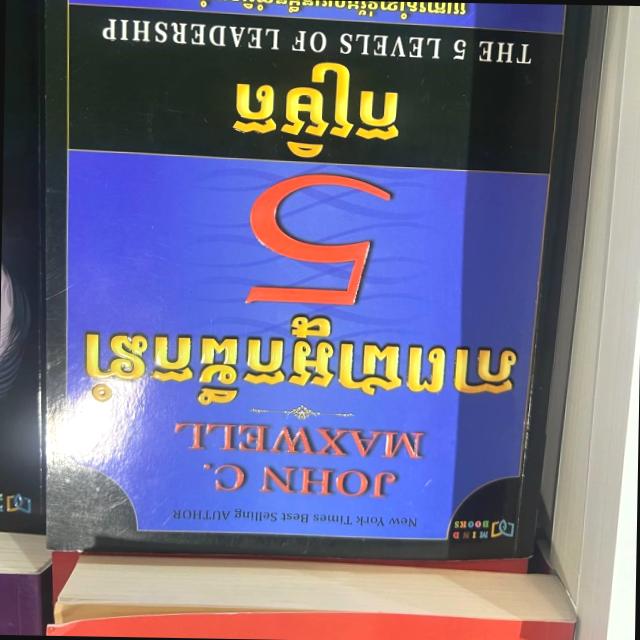 MIND BOOKS
New York Times Best Selling AUTHOR
JOHN C.
MAXWELL
ភាពជាអ្នកដឹកនាំ
5
កម្រិត
THE 5 LEVELS OF LEADERSHIP